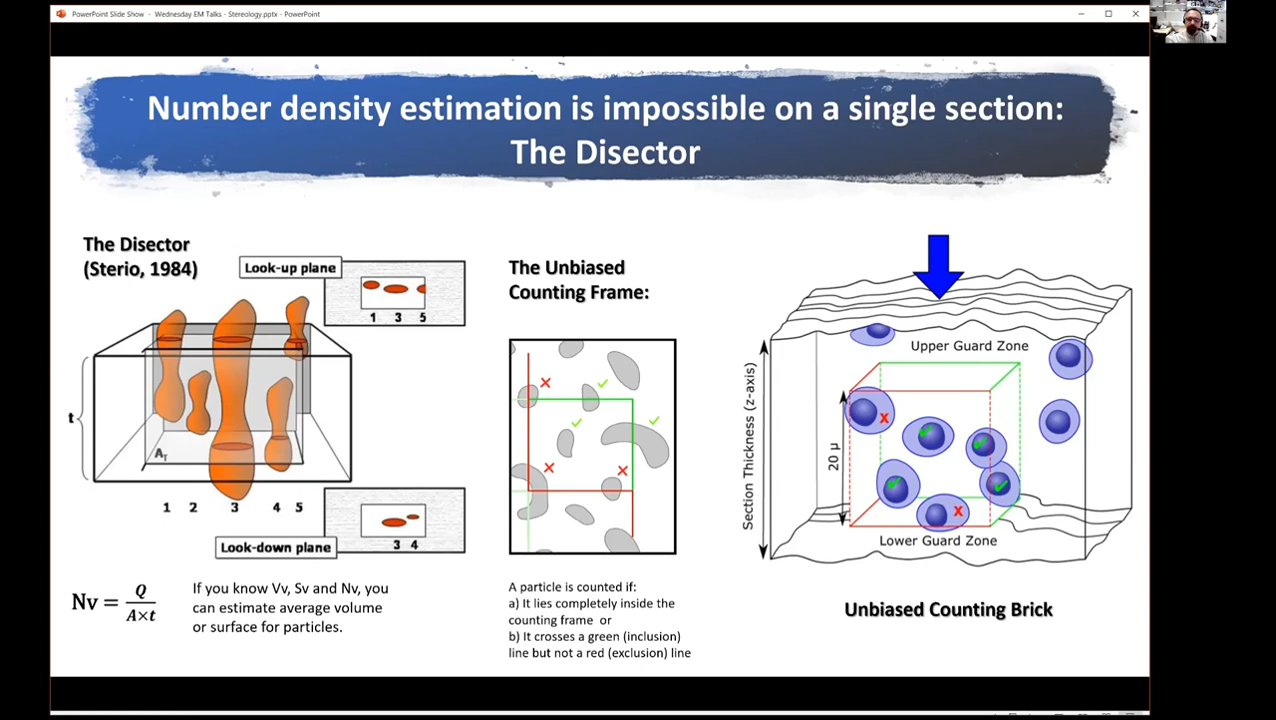 PowerPoint Slide Show - Wednesday EM Talks - Stereology.pptx - PowerPoint
Number density estimation is impossible on a single section:
The Disector
The Disector
(Sterio, 1984)
Look-up plane
1 3 5
t
A_T
1 2 3 4 5
3 4
Look-down plane
Nv = Q / A×t
If you know Vv, Sv and Nv, you
can estimate average volume
or surface for particles.
The Unbiased
Counting Frame:
A particle is counted if:
a) It lies completely inside the
counting frame or
b) It crosses a green (inclusion)
line but not a red (exclusion) line
Upper Guard Zone
Section Thickness (z-axis)
20 µ
x
x
Lower Guard Zone
Unbiased Counting Brick